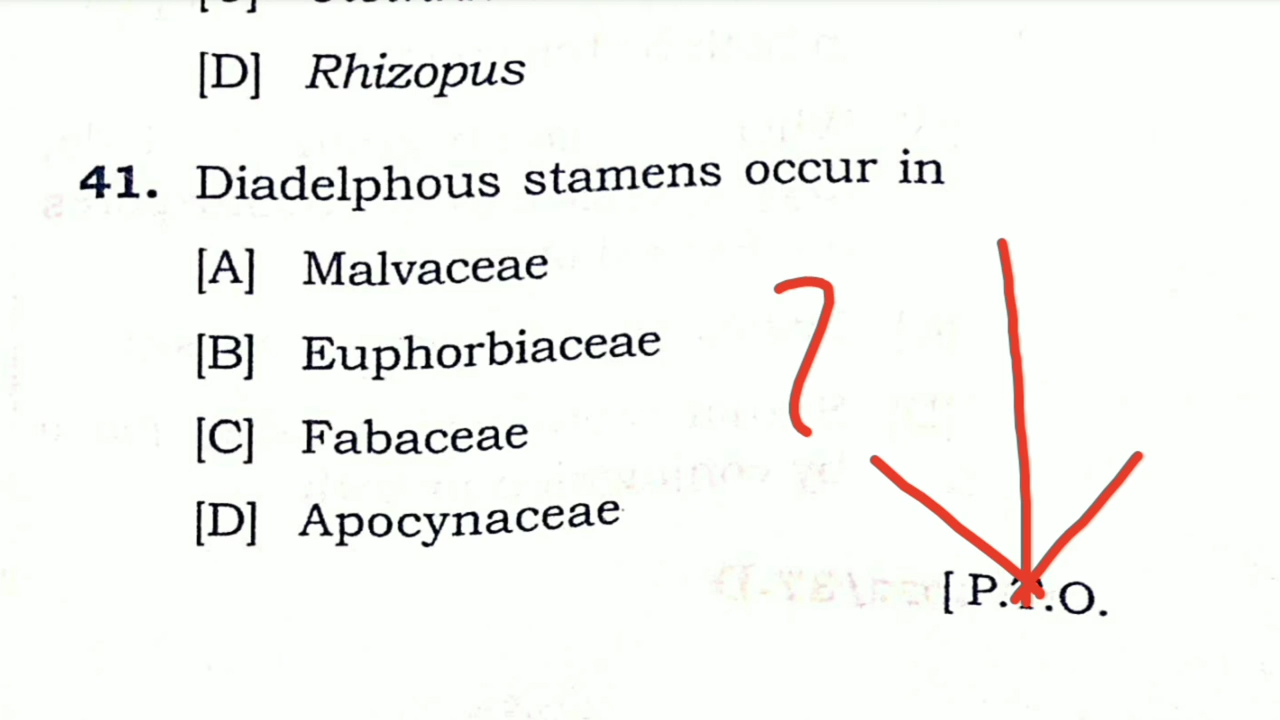 [D] Rhizopus
41. Diadelphous stamens occur in
[A] Malvaceae
[B] Euphorbiaceae
[C] Fabaceae
?
[D] Apocynaceae
[ P.T.O.